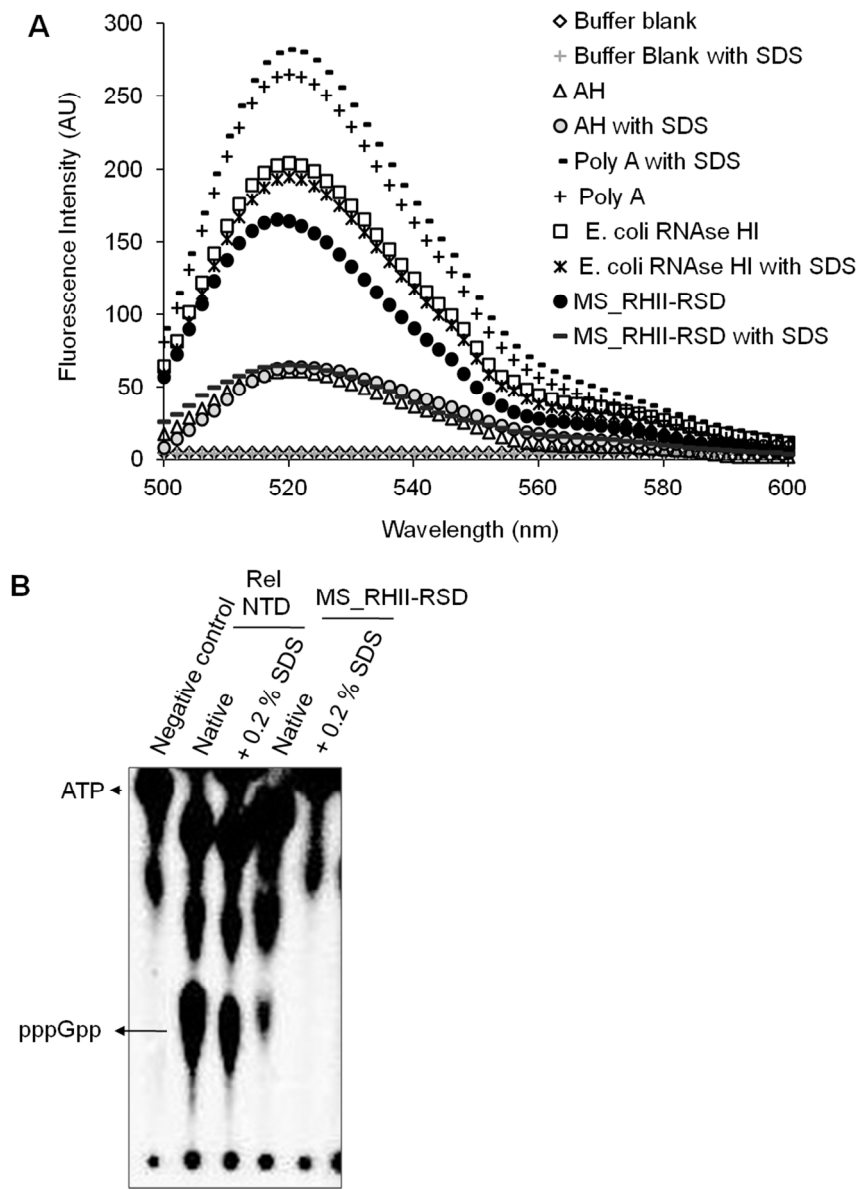 A
300
250
200
150
100
50
0
Fluorescence Intensity (AU)
500
520
540
560
580
600
Wavelength (nm)
Buffer blank
Buffer Blank with SDS
AH
AH with SDS
Poly A with SDS
Poly A
E. coli RNAse HI
E. coli RNAse HI with SDS
MS_RHII-RSD
MS_RHII-RSD with SDS
B
Negative control
Rel
NTD
Native
+ 0.2 % SDS
MS_RHII-RSD
Native
+ 0.2 % SDS
ATP
pppGpp